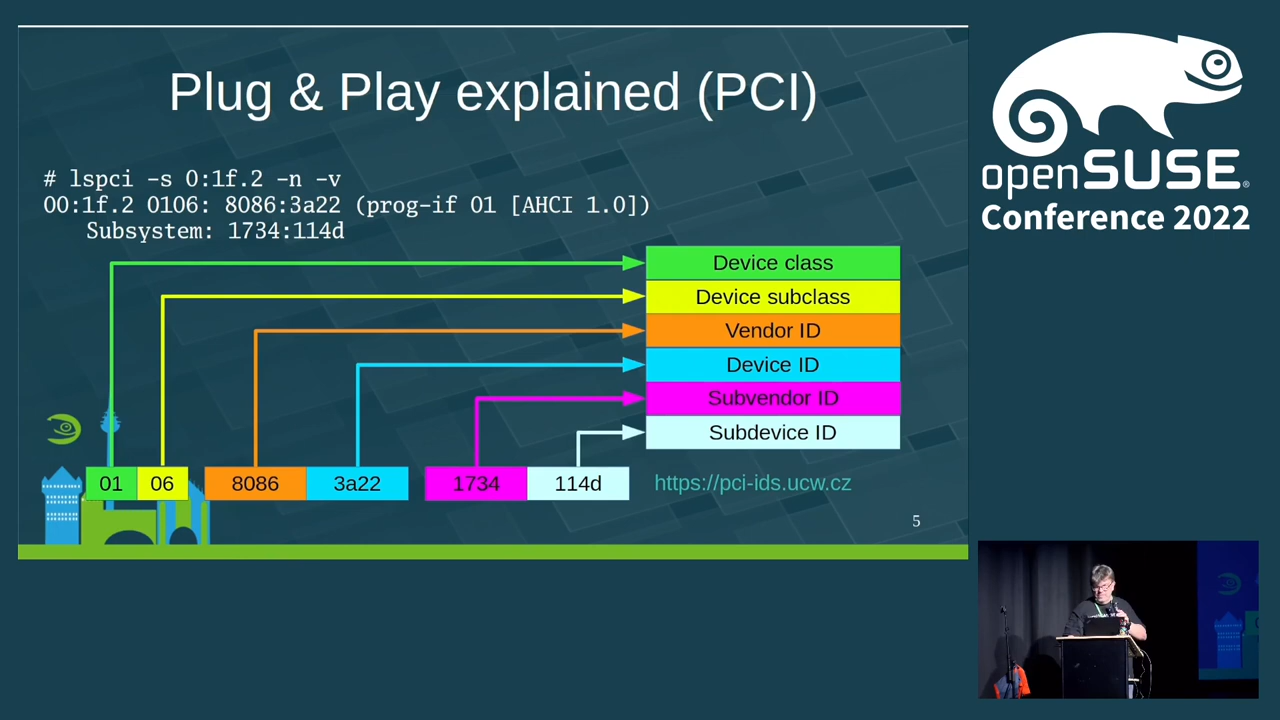 Plug & Play explained (PCI)
# lspci -s 0:1f.2 -n -v
00:1f.2 0106: 8086:3a22 (prog-if 01 [AHCI 1.0])
Subsystem: 1734:114d
Device class
Device subclass
Vendor ID
Device ID
Subvendor ID
Subdevice ID
01 06 8086 3a22 1734 114d
https://pci-ids.ucw.cz
5
openSUSE®
Conference 2022